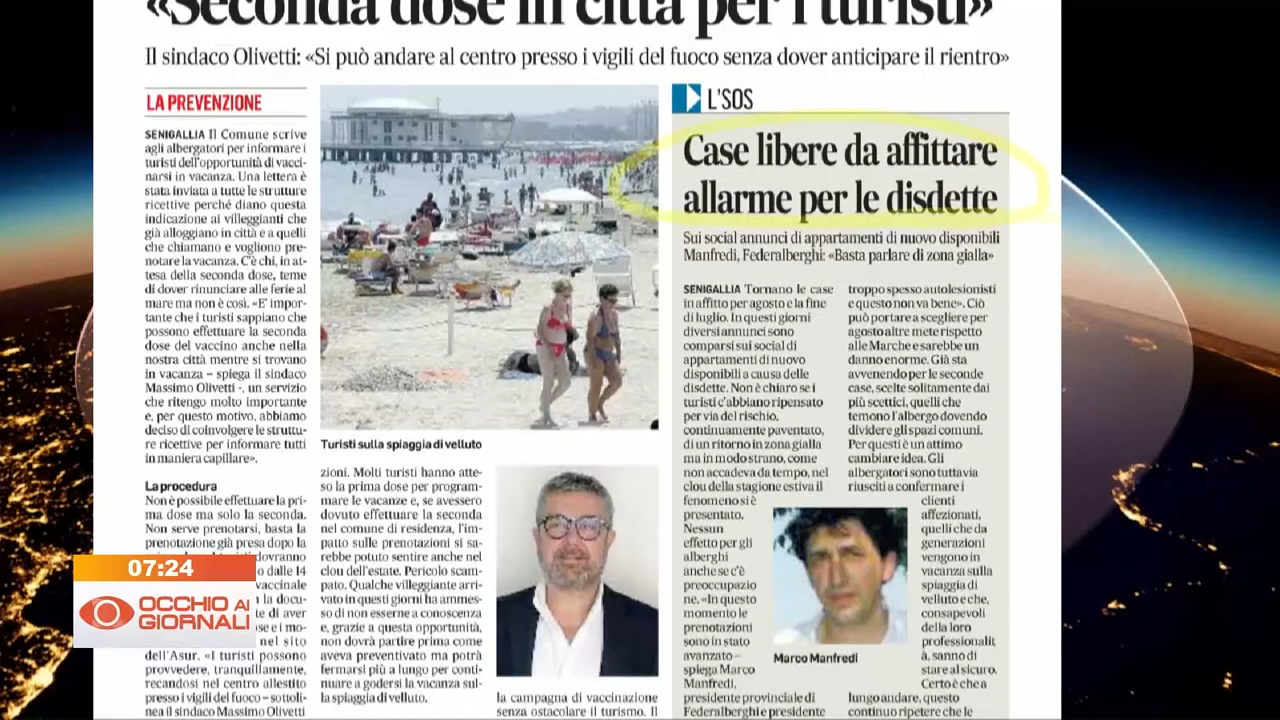 «Seconda dose in città per i turisti»
Il sindaco Olivetti: «Si può andare al centro presso i vigili del fuoco senza dover anticipare il rientro»
LA PREVENZIONE
SENIGALLIA Il Comune scrive
agli albergatori per informare i
turisti dell'opportunità di vacci-
narsi in vacanza. Una lettera è
stata inviata a tutte le strutture
ricettive perché diano questa
indicazione ai villeggianti che
già alloggiano in città e a quelli
che chiamano e vogliono pre-
notare la vacanza. C'è chi, in at-
tesa della seconda dose, teme
di dover rinunciare alle ferie al
mare ma non è così. «E' impor-
tante che i turisti sappiano che
possono effettuare la seconda
dose del vaccino anche nella
nostra città mentre si trovano
in vacanza – spiega il sindaco
Massimo Olivetti -, un servizio
che ritengo molto importante
e, per questo motivo, abbiamo
deciso di coinvolgere le struttu-
re ricettive per informare tutti
in maniera capillare».
La procedura
Non è possibile effettuare la pri-
ma dose ma solo la seconda.
Non serve prenotarsi, basta la
prenotazione già presa dopo la
dovranno
o dalle 14
vaccinale
la docu-
te di aver
se e i mo-
nel sito
dell'Asur. «I turisti possono
provvedere, tranquillamente,
recandosi nel centro allestito
presso i vigili del fuoco – sottoli-
nea il sindaco Massimo Olivetti
Turisti sulla spiaggia di velluto
zioni. Molti turisti hanno atte-
so la prima dose per program-
mare le vacanze e, se avessero
dovuto effettuare la seconda
nel comune di residenza, l'im-
patto sulle prenotazioni si sa-
rebbe potuto sentire anche nel
clou dell'estate. Pericolo scam-
pato. Qualche villeggiante arri-
vato in questi giorni ha ammes-
so di non esserne a conoscenza
e, grazie a questa opportunità,
non dovrà partire prima come
aveva preventivato ma potrà
fermarsi più a lungo per conti-
nuare a godersi la vacanza sul-
la spiaggia di velluto.
la campagna di vaccinazione
senza ostacolare il turismo. Il
L'SOS
Case libere da affittare
allarme per le disdette
Sui social annunci di appartamenti di nuovo disponibili
Manfredi, Federalberghi: «Basta parlare di zona gialla»
SENIGALLIA Tornano le case
in affitto per agosto e la fine
di luglio. In questi giorni
diversi annunci sono
comparsi sui social di
appartamenti di nuovo
disponibili a causa delle
disdette. Non è chiaro se i
turisti c'abbiano ripensato
per via del rischio,
continuamente paventato,
di un ritorno in zona gialla
ma in modo strano, come
non accadeva da tempo, nel
clou della stagione estiva il
fenomeno si è
presentato.
Nessun
effetto per gli
alberghi
anche se c'è
preoccupazio
ne. «In questo
momento le
prenotazioni
sono in stato
avanzato –
spiega Marco
Manfredi,
presidente provinciale di
Federalberghi e presidente
troppo spesso autolesionisti
e questo non va bene». Ciò
può portare a scegliere per
agosto altre mete rispetto
alle Marche e sarebbe un
danno enorme. Già sta
avvenendo per le seconde
case, scelte solitamente dai
più scettici, quelli che
temono l'albergo dovendo
dividere gli spazi comuni.
Per questi è un attimo
cambiare idea. Gli
albergatori sono tuttavia
riusciti a confermare i
clienti
affezionati,
quelli che da
generazioni
vengono in
vacanza sulla
spiaggia di
velluto e che,
consapevoli
della loro
professionalit
à, sanno di
stare al sicuro.
Certo è che a
lungo andare, questo
continuo ripetere che le
Marco Manfredi
07:24
OCCHIO AI
GIORNALI